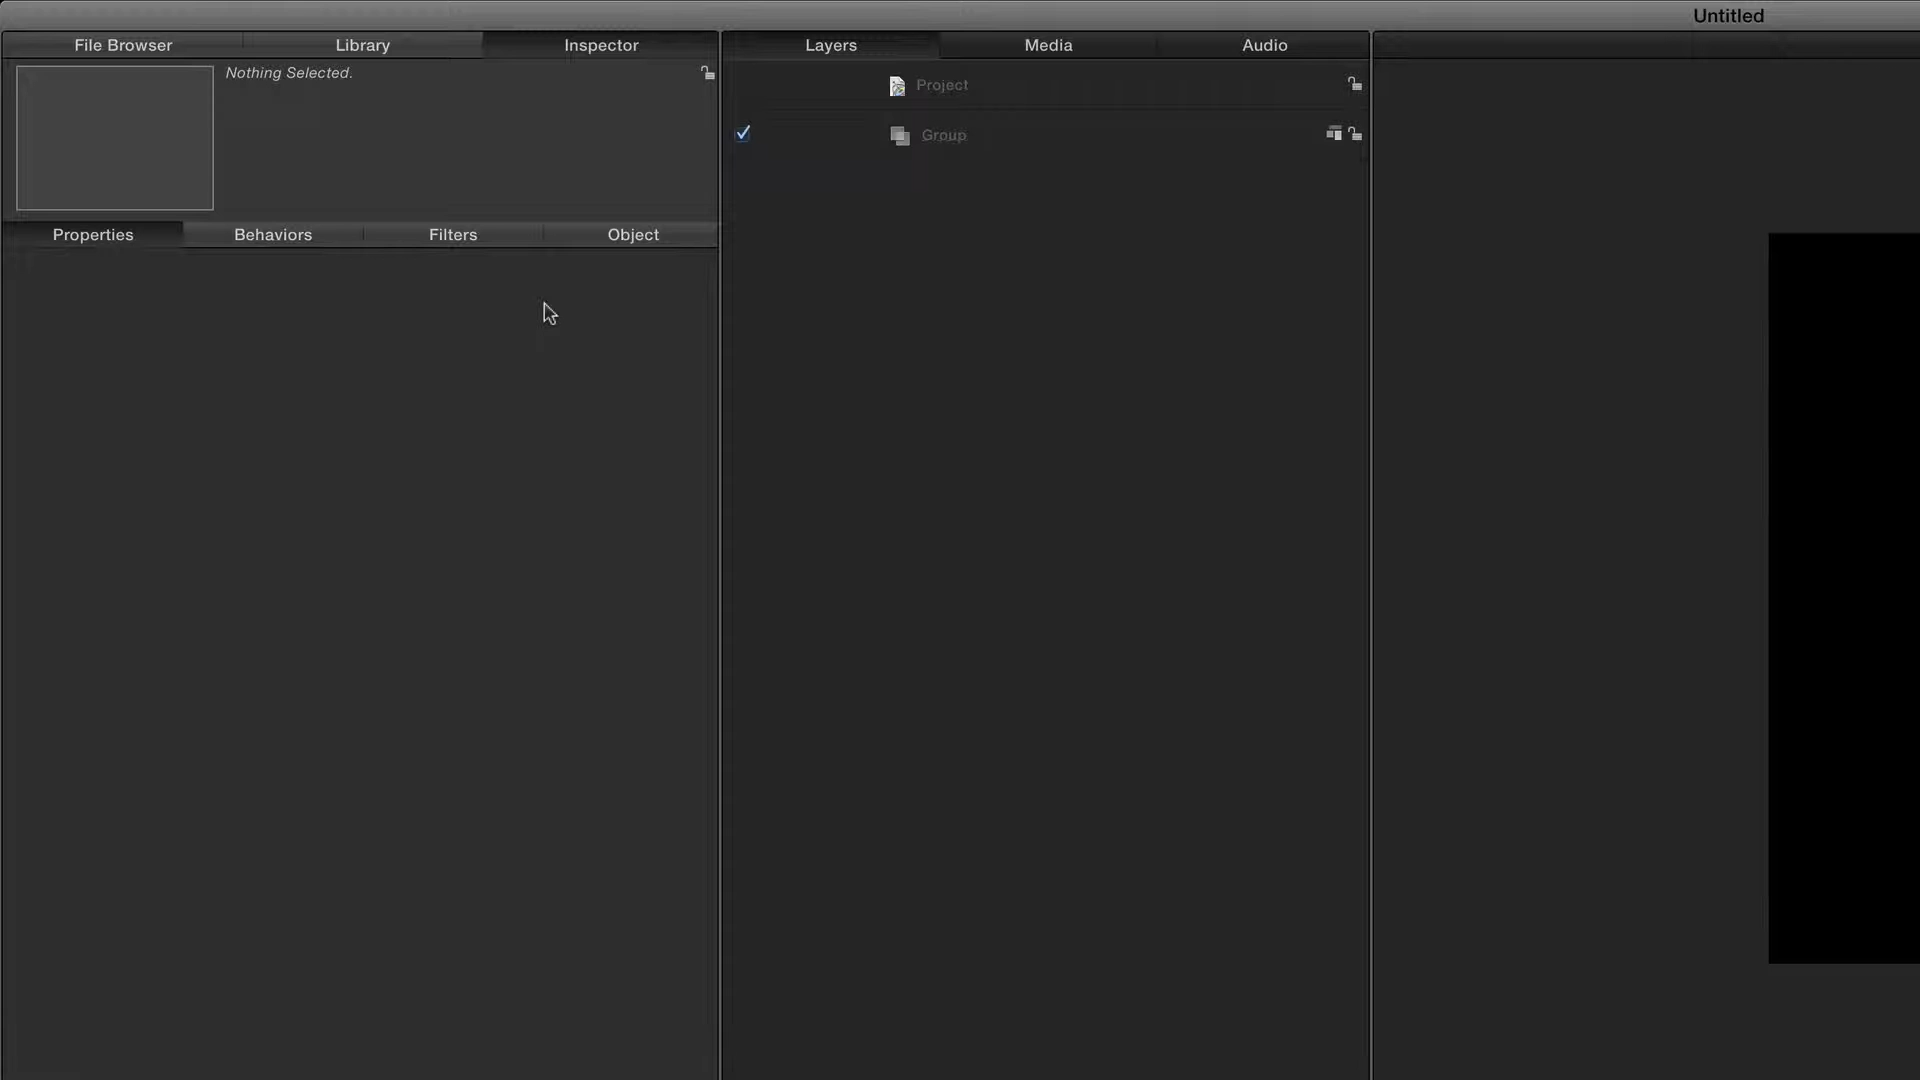 Untitled
File Browser
Library
Inspector
Layers
Media
Audio
Nothing Selected.
Project
Group
Properties
Behaviors
Filters
Object